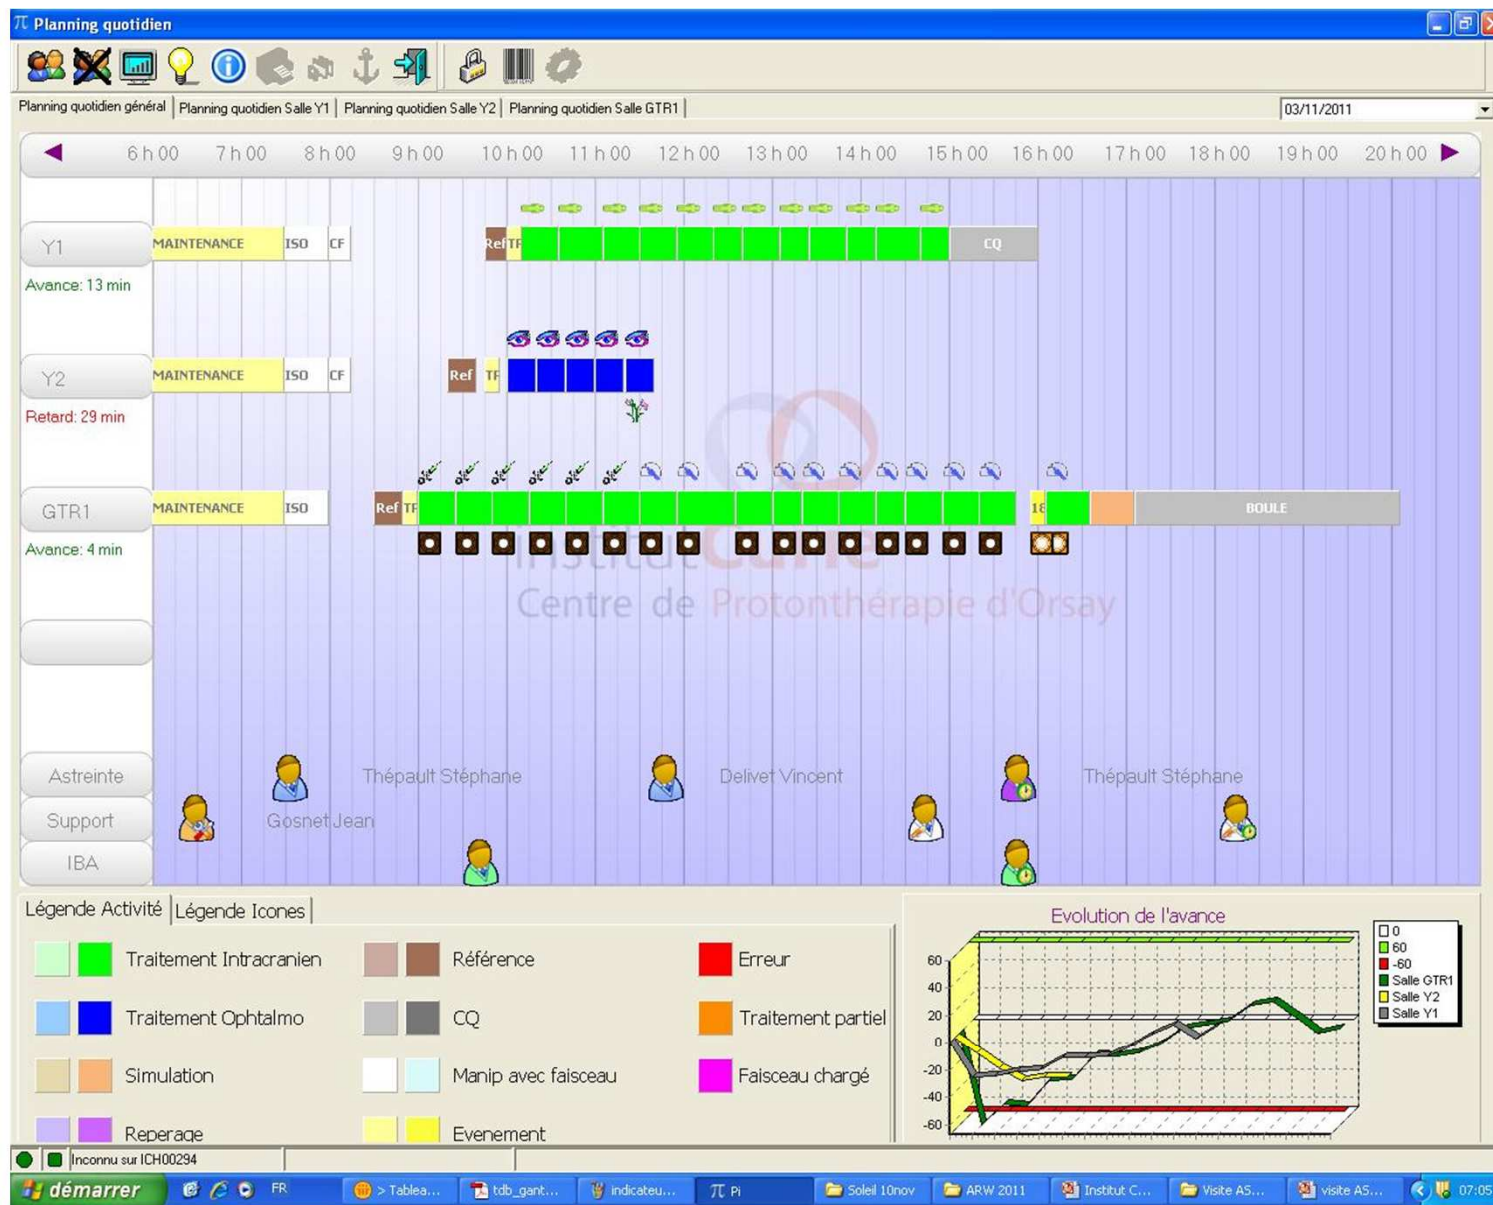 Planning quotidien
Planning quotidien général Planning quotidien Salle Y1 Planning quotidien Salle Y2 Planning quotidien Salle GTR1 03/11/2011
6 h 00 7 h 00 8 h 00 9 h 00 10 h 00 11 h 00 12 h 00 13 h 00 14 h 00 15 h 00 16 h 00 17 h 00 18 h 00 19 h 00 20 h 00
Y1 MAINTENANCE ISO CF Ref TF CQ
Avance: 13 min
Y2 MAINTENANCE ISO CF Ref TF
Retard: 29 min
GTR1 MAINTENANCE ISO Ref TF 18 BOULE
Avance: 4 min
institut Curie
Centre de Protonthérapie d'Orsay
Astreinte Thépault Stéphane Delivet Vincent Thépault Stéphane
Support Gosnet Jean
IBA
Légende Activité Légende Icones
Traitement Intracranien Référence Erreur
Traitement Ophtalmo CQ Traitement partiel
Simulation Manip avec faisceau Faisceau chargé
Reperage Evenement
Evolution de l'avance
60
40
20
0
-20
-40
-60
0
60
-60
Salle GTR1
Salle Y2
Salle Y1
Inconnu sur ICH00294
démarrer FR > Tablea... tdb_gant... indicateu... Pi Soleil 10nov ARW 2011 Institut C... Visite AS... visite AS... 07:05